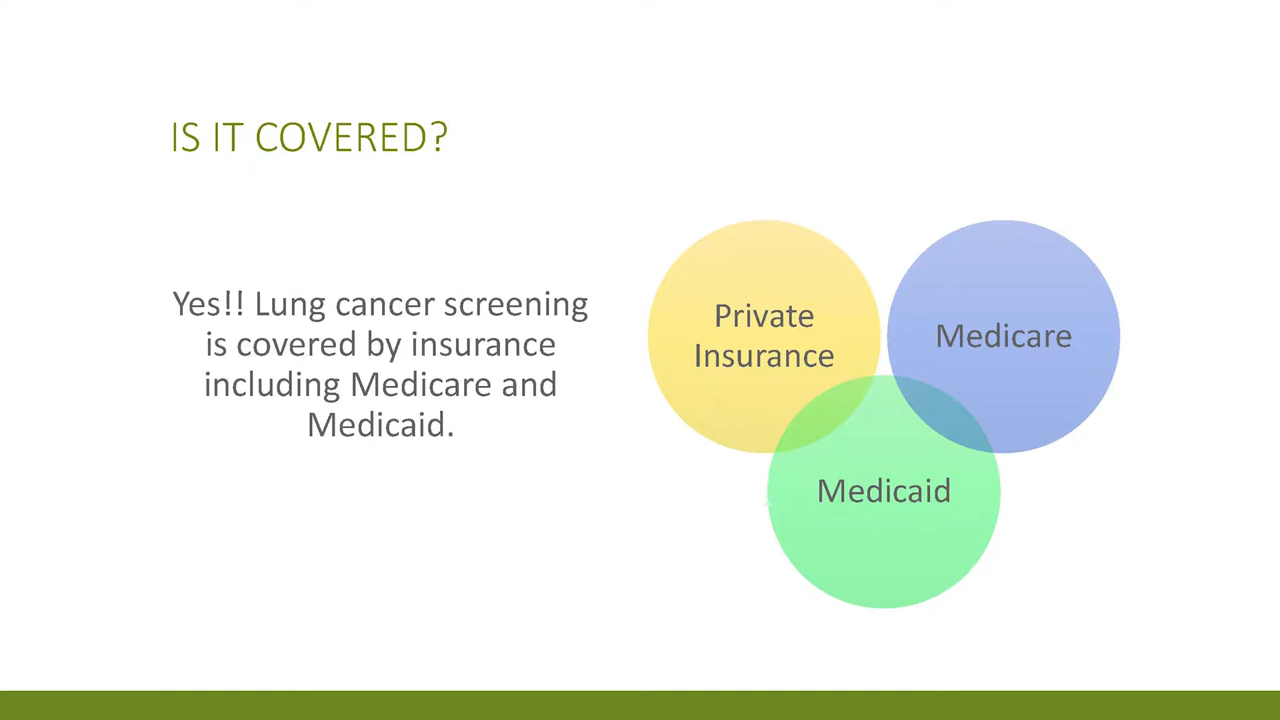 IS IT COVERED?
Yes!! Lung cancer screening
is covered by insurance
including Medicare and
Medicaid.
Private
Insurance
Medicare
Medicaid